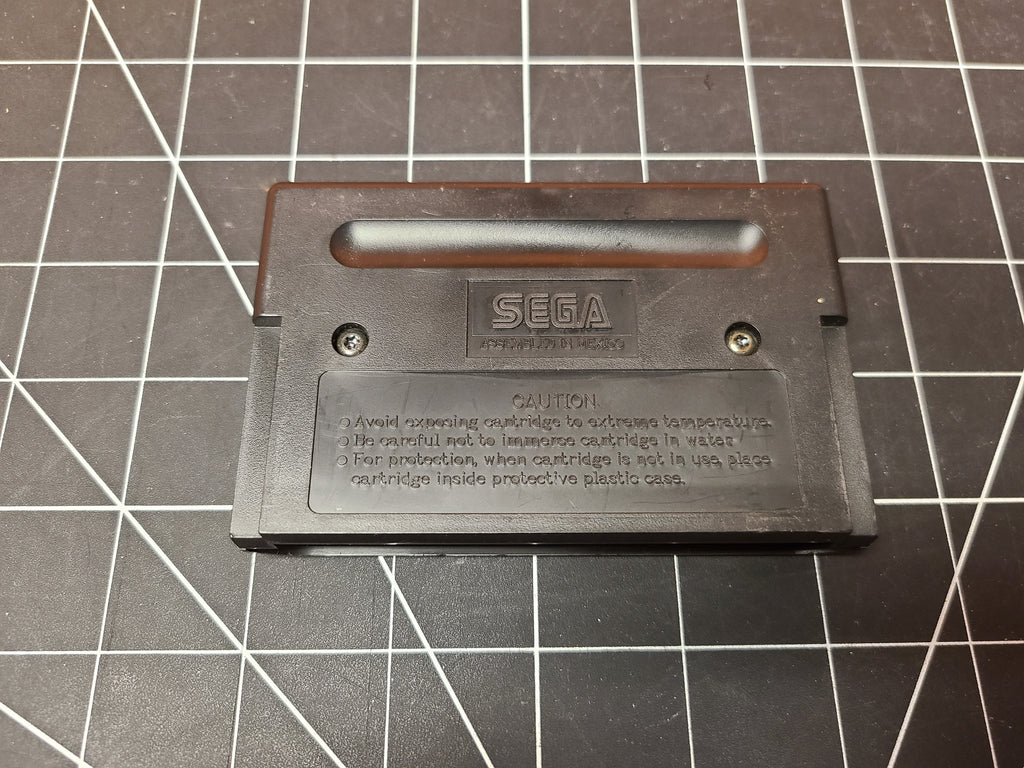 SEGA
ASSEMBLED IN MEXICO
CAUTION
○ Avoid exposing cartridge to extreme temperature.
○ Be careful not to immerce cartridge in water
○ For protection, when cartridge is not in use, place
cartridge inside protective plastic case.